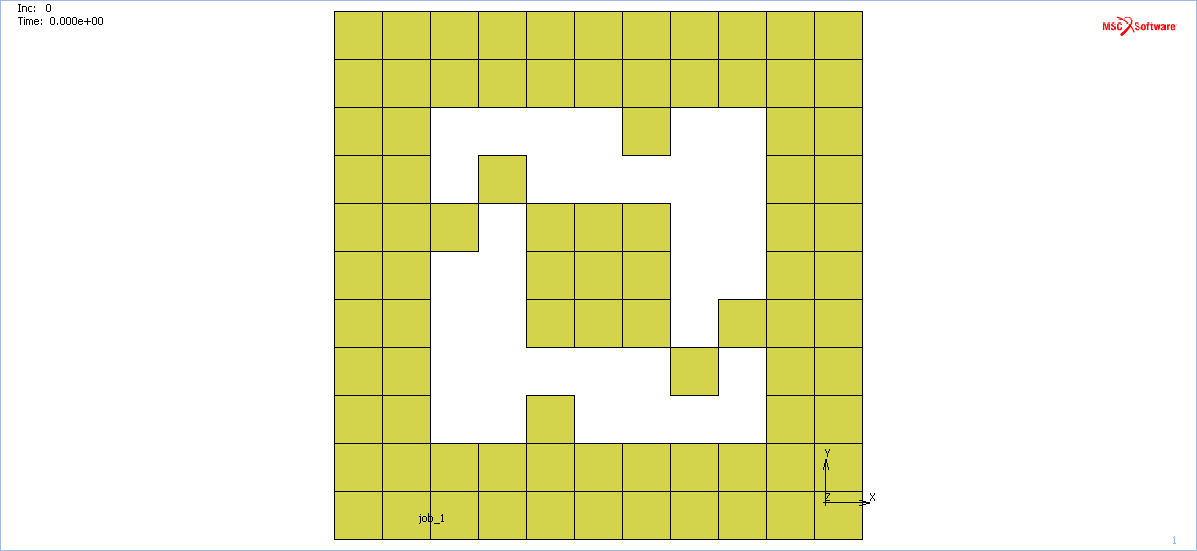 Inc: 0
Time: 0.000e+00
MSC Software
Y
Z X
job_1
1